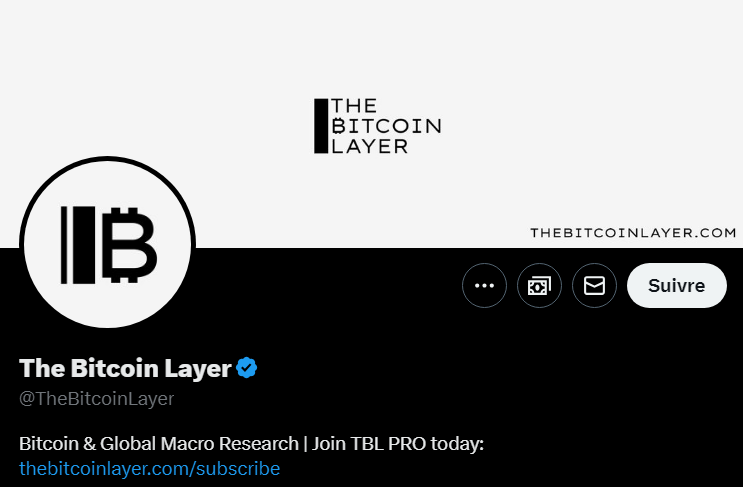 THE
BITCOIN
LAYER
THEBITCOINLAYER.COM
Suivre
The Bitcoin Layer
@TheBitcoinLayer
Bitcoin & Global Macro Research | Join TBL PRO today:
thebitcoinlayer.com/subscribe